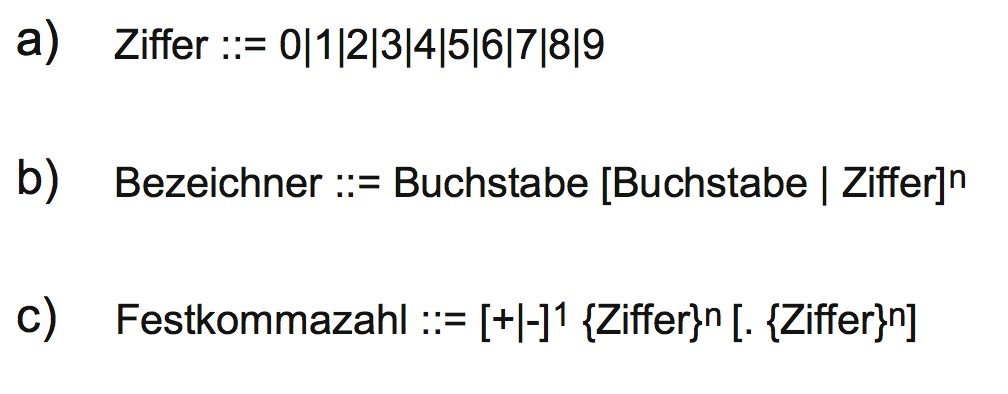 a) Ziffer ::= 0|1|2|3|4|5|6|7|8|9
b) Bezeichner ::= Buchstabe [Buchstabe | Ziffer]ⁿ
c) Festkommazahl ::= [+|-]¹ {Ziffer}ⁿ [. {Ziffer}ⁿ]